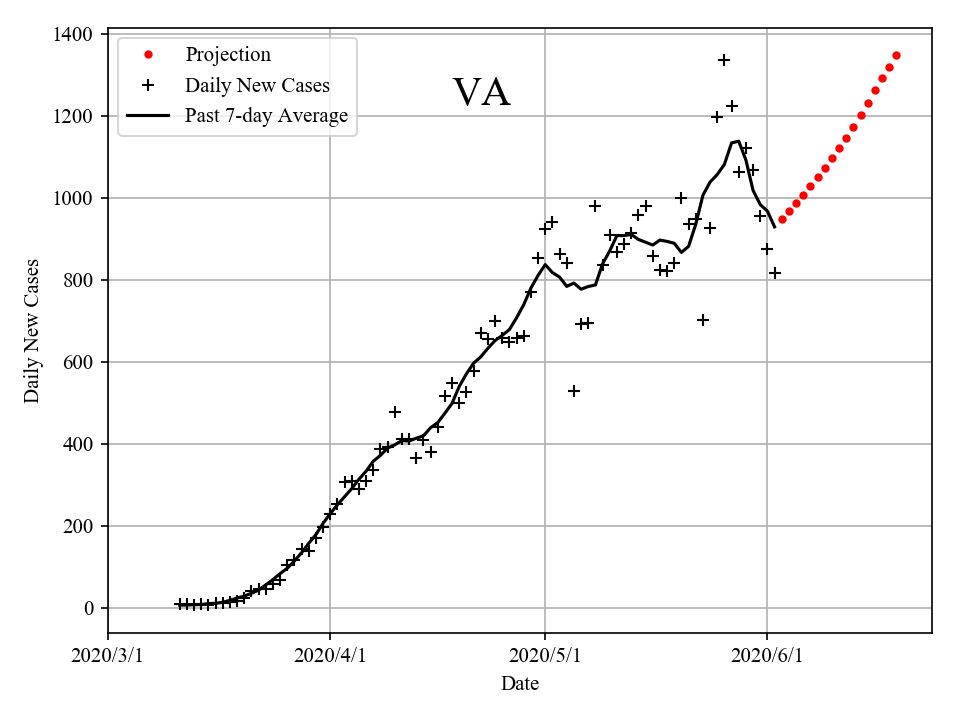 1400
1200
1000
800
600
400
200
0
Daily New Cases
Projection
Daily New Cases
Past 7-day Average
VA
2020/3/1 2020/4/1 2020/5/1 2020/6/1
Date